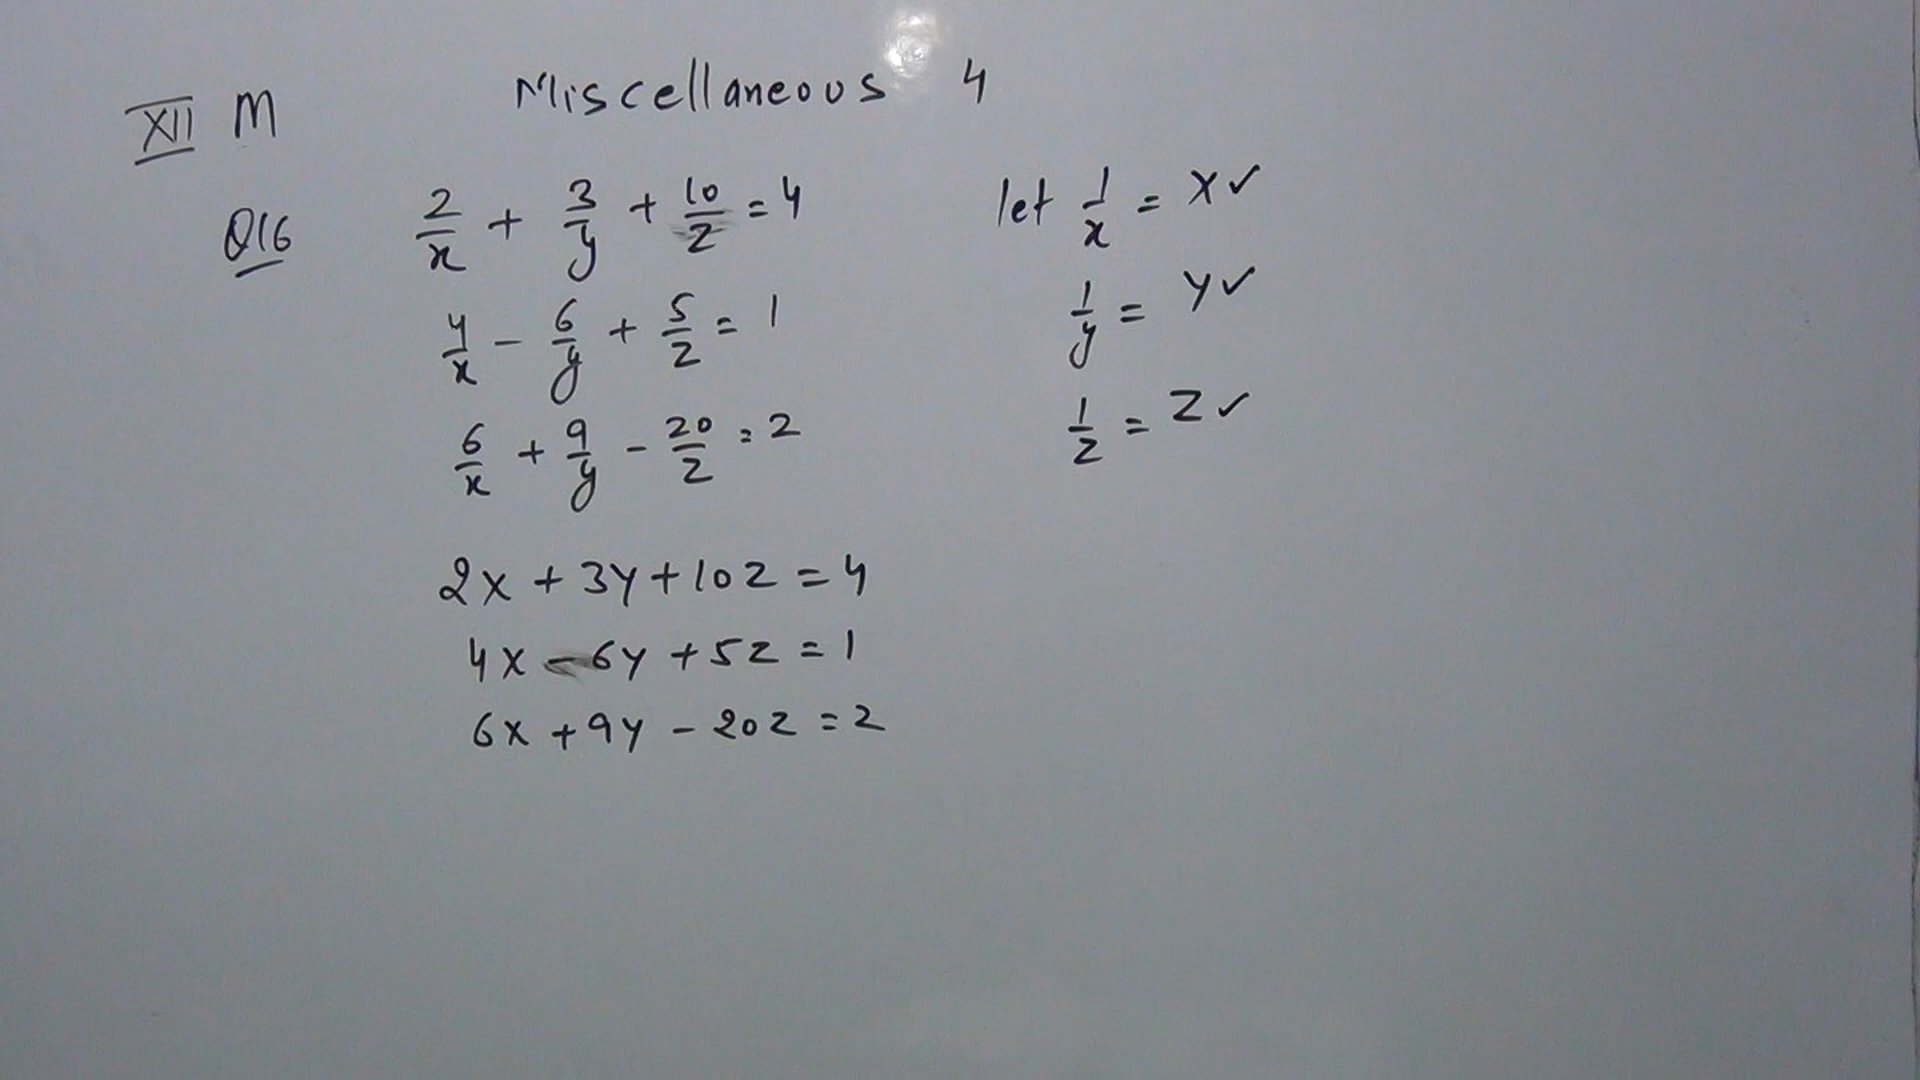 XII M Miscellaneous 4
Q16 2/x + 3/y + 10/z = 4 let 1/x = X✓
4/x - 6/y + 5/z = 1 1/y = Y✓
6/x + 9/y - 20/z = 2 1/z = Z✓
2X + 3Y + 10Z = 4
4X - 6Y + 5Z = 1
6X + 9Y - 20Z = 2